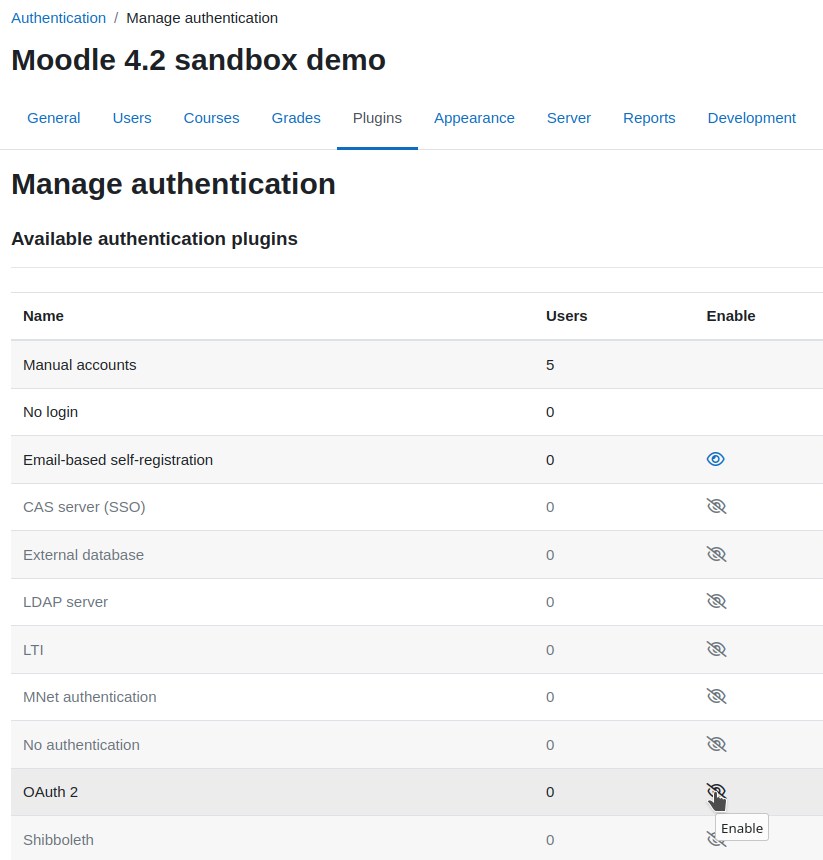 Authentication / Manage authentication
Moodle 4.2 sandbox demo
General Users Courses Grades Plugins Appearance Server Reports Development
Manage authentication
Available authentication plugins
Name Users Enable
Manual accounts 5
No login 0
Email-based self-registration 0
CAS server (SSO) 0
External database 0
LDAP server 0
LTI 0
MNet authentication 0
No authentication 0
OAuth 2 0
Enable
Shibboleth 0